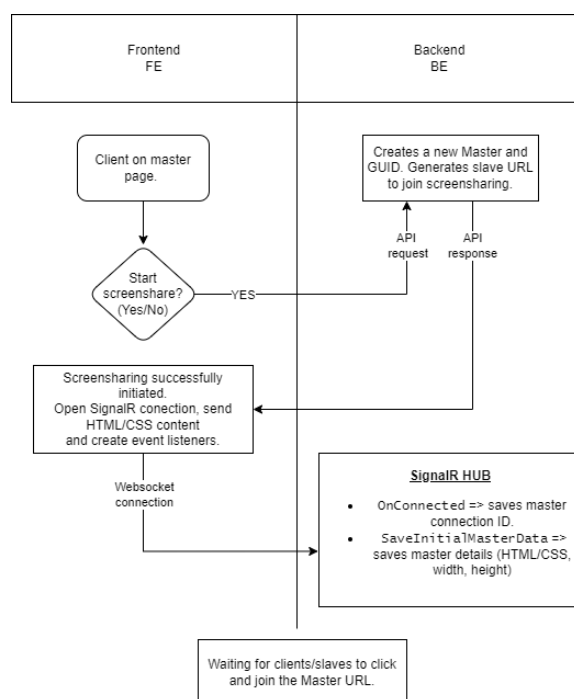 Frontend
FE
Backend
BE
Client on master
page.
Creates a new Master and
GUID. Generates slave URL
to join screensharing.
API
request
API
response
Start
screenshare?
(Yes/No)
YES
Screensharing successfully
initiated.
Open SignalR conection, send
HTML/CSS content
and create event listeners.
Websocket
connection
SignalR HUB
• OnConnected => saves master
connection ID.
• SaveInitialMasterData =>
saves master details (HTML/CSS,
width, height)
Waiting for clients/slaves to click
and join the Master URL.